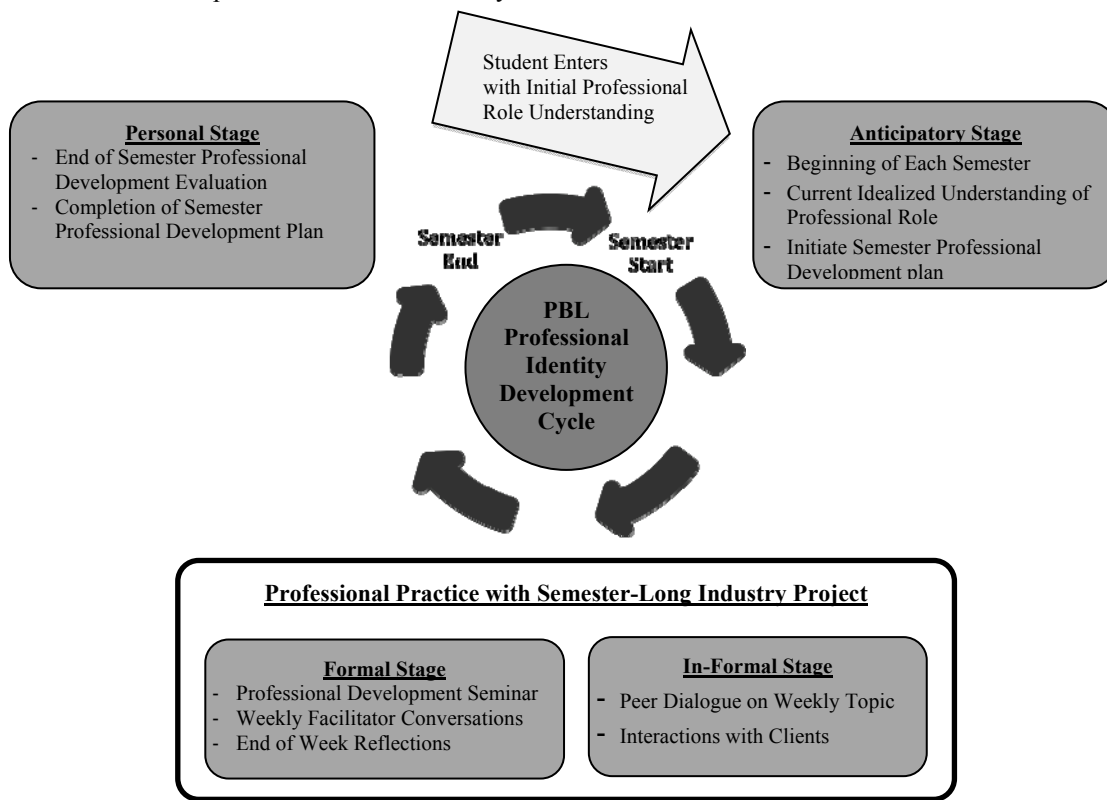 Student Enters
with Initial Professional
Role Understanding
Personal Stage
- End of Semester Professional
Development Evaluation
- Completion of Semester
Professional Development Plan
Anticipatory Stage
- Beginning of Each Semester
- Current Idealized Understanding of
Professional Role
- Initiate Semester Professional
Development plan
Semester
End
Semester
Start
PBL
Professional
Identity
Development
Cycle
Professional Practice with Semester-Long Industry Project
Formal Stage
- Professional Development Seminar
- Weekly Facilitator Conversations
- End of Week Reflections
In-Formal Stage
- Peer Dialogue on Weekly Topic
- Interactions with Clients